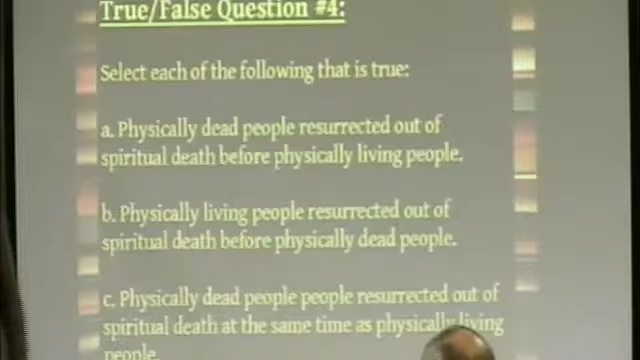 True/False Question #4:
Select each of the following that is true:
a. Physically dead people resurrected out of
spiritual death before physically living people.
b. Physically living people resurrected out of
spiritual death before physically dead people.
c. Physically dead people people resurrected out of
spiritual death at the same time as physically living
people.